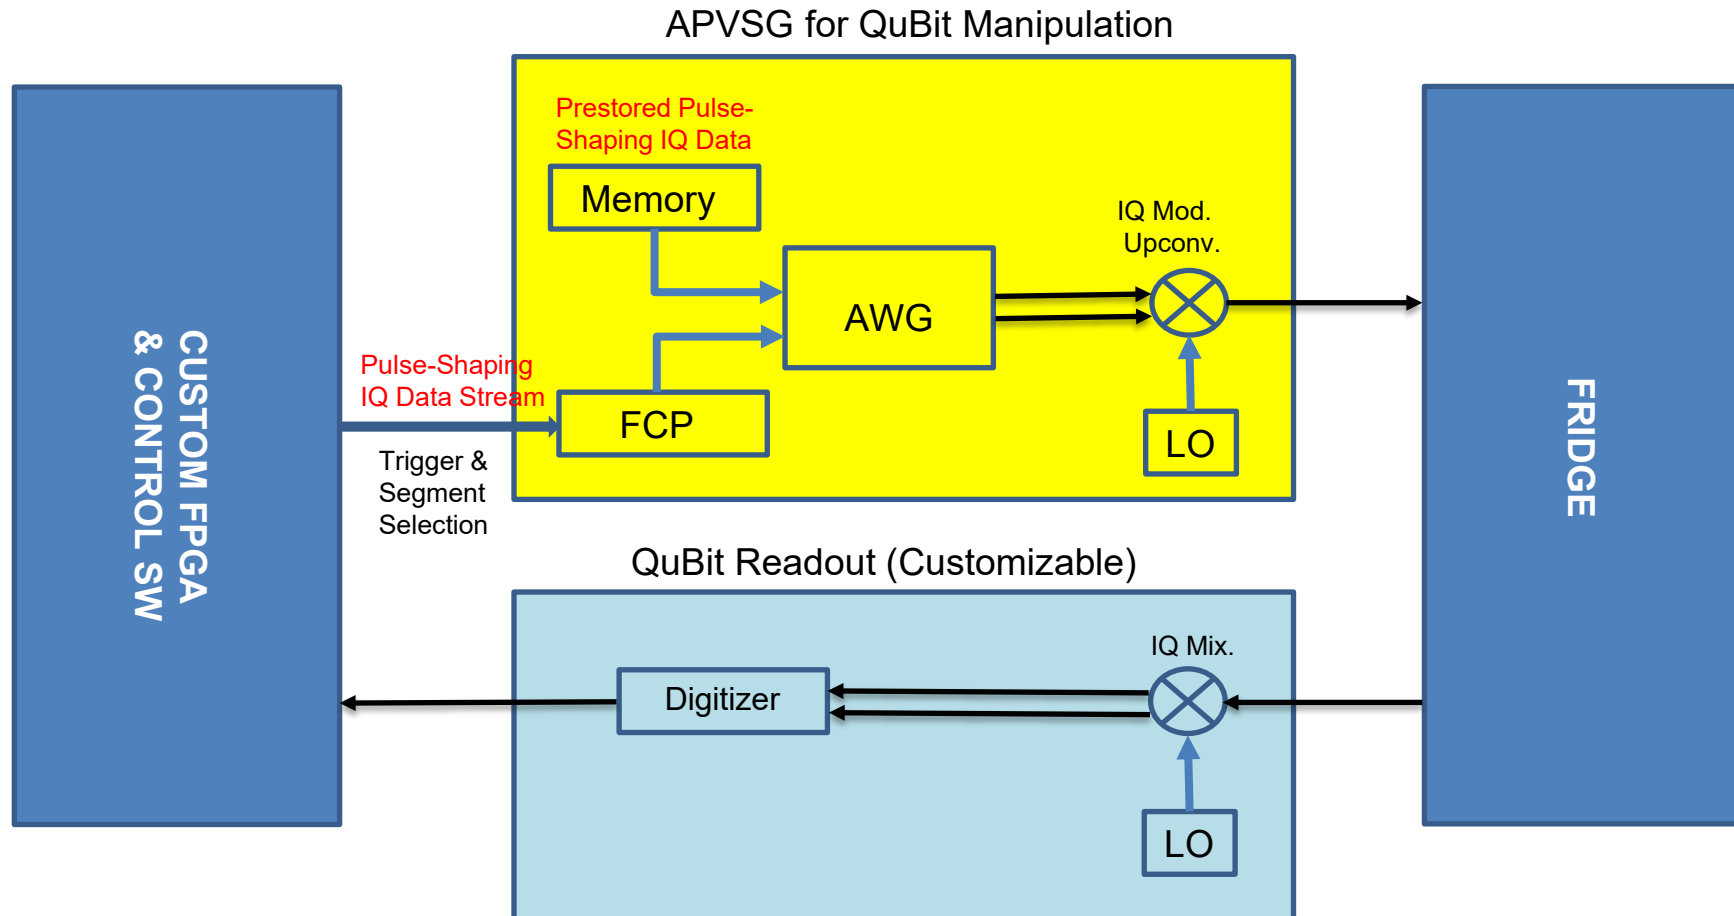 APVSG for QuBit Manipulation
Prestored Pulse-
Shaping IQ Data
Memory
IQ Mod.
Upconv.
AWG
CUSTOM FPGA
& CONTROL SW
Pulse-Shaping
IQ Data Stream
FCP
LO
Trigger &
Segment
Selection
FRIDGE
QuBit Readout (Customizable)
IQ Mix.
Digitizer
LO